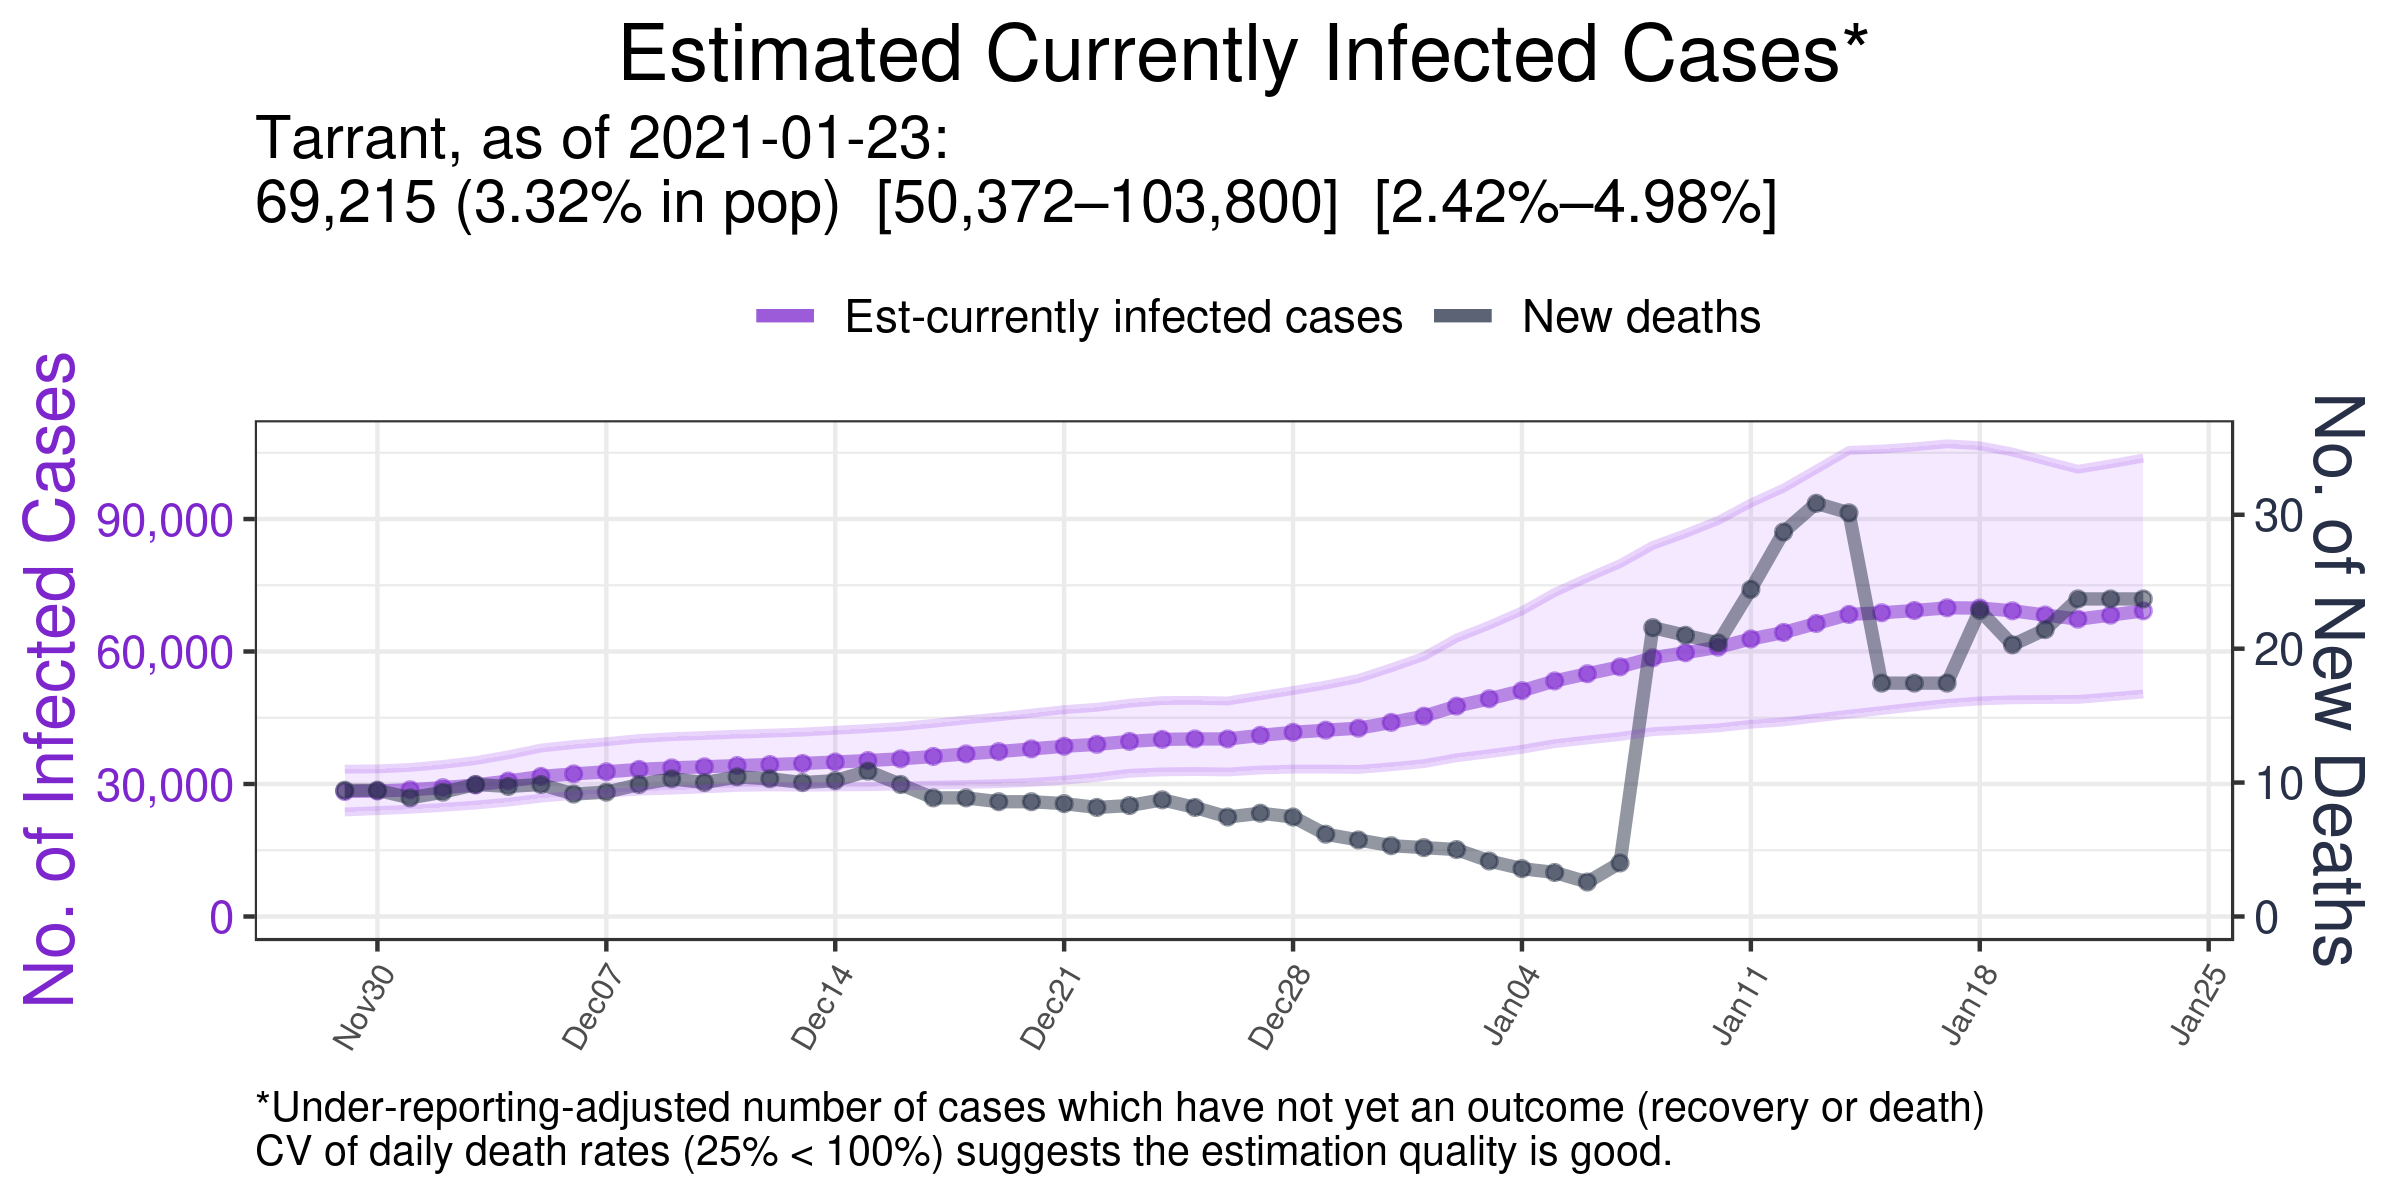 Estimated Currently Infected Cases*
Tarrant, as of 2021-01-23:
69,215 (3.32% in pop)  [50,372–103,800]  [2.42%–4.98%]
Est-currently infected cases
New deaths
No. of Infected Cases
90,000
60,000
30,000
0
No. of New Deaths
30
20
10
0
Nov30
Dec07
Dec14
Dec21
Dec28
Jan04
Jan11
Jan18
Jan25
*Under-reporting-adjusted number of cases which have not yet an outcome (recovery or death)
CV of daily death rates (25% < 100%) suggests the estimation quality is good.